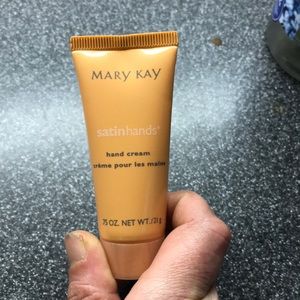 MARY KAY
satinhands®
hand cream
crème pour les mains
.75 OZ. NET WT./21 g